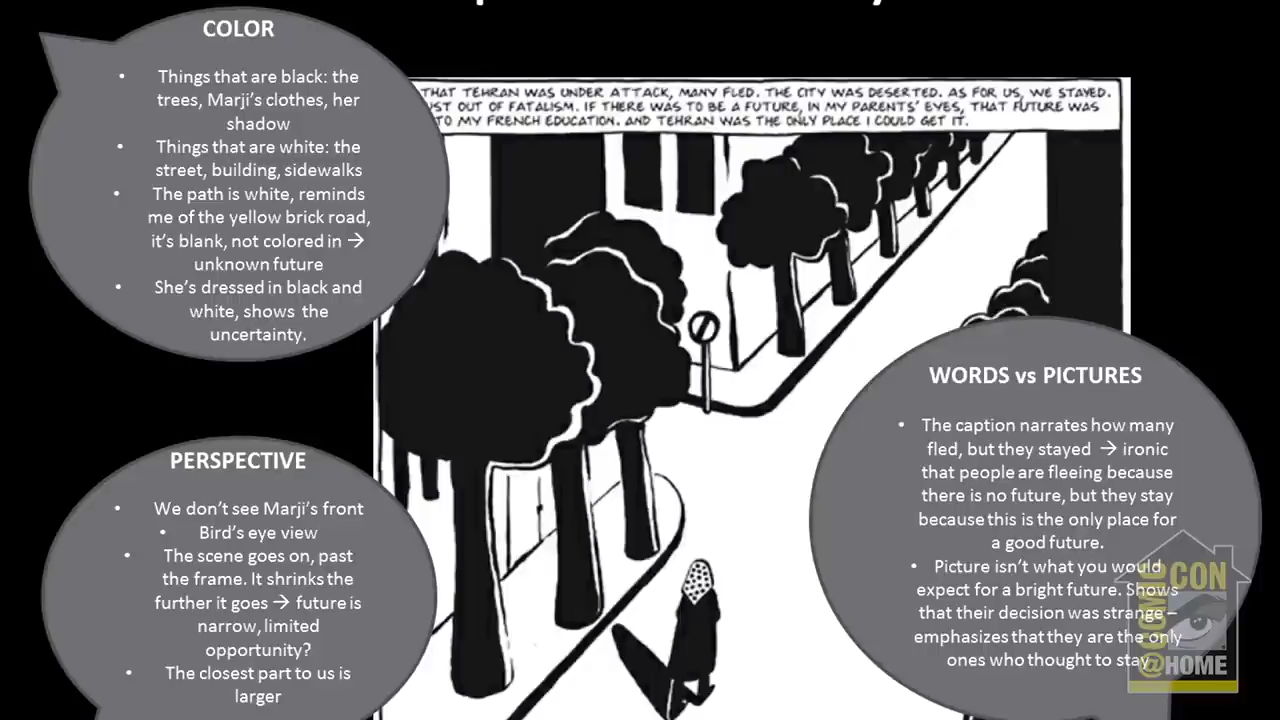 COLOR
• Things that are black: the
trees, Marji's clothes, her
shadow
• Things that are white: the
street, building, sidewalks
• The path is white, reminds
me of the yellow brick road,
it's blank, not colored in →
unknown future
• She's dressed in black and
white, shows the
uncertainty.
THAT TEHRAN WAS UNDER ATTACK, MANY FLED. THE CITY WAS DESERTED. AS FOR US, WE STAYED.
OUT OF FATALISM. IF THERE WAS TO BE A FUTURE, IN MY PARENTS' EYES, THAT FUTURE WAS
TO MY FRENCH EDUCATION. AND TEHRAN WAS THE ONLY PLACE I COULD GET IT.
PERSPECTIVE
• We don't see Marji's front
• Bird's eye view
• The scene goes on, past
the frame. It shrinks the
further it goes → future is
narrow, limited
opportunity?
• The closest part to us is
larger
WORDS vs PICTURES
• The caption narrates how many
fled, but they stayed → ironic
that people are fleeing because
there is no future, but they stay
because this is the only place for
a good future.
• Picture isn't what you would
expect for a bright future. Shows
that their decision was strange –
emphasizes that they are the only
ones who thought to stay
COMIC
CON
@HOME